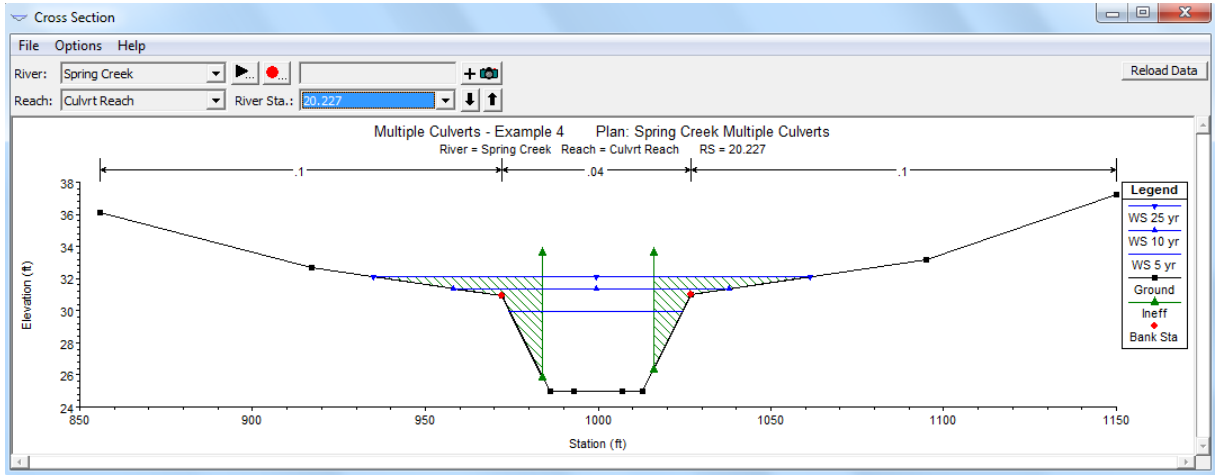 Cross Section
File Options Help
River: Spring Creek Reload Data
Reach: Culvrt Reach River Sta.: 20.227
Multiple Culverts - Example 4 Plan: Spring Creek Multiple Culverts
River = Spring Creek Reach = Culvrt Reach RS = 20.227
.1 .04 .1
38
36
34
32
30
28
26
24
Elevation (ft)
850 900 950 1000 1050 1100 1150
Station (ft)
Legend
WS 25 yr
WS 10 yr
WS 5 yr
Ground
Ineff
Bank Sta